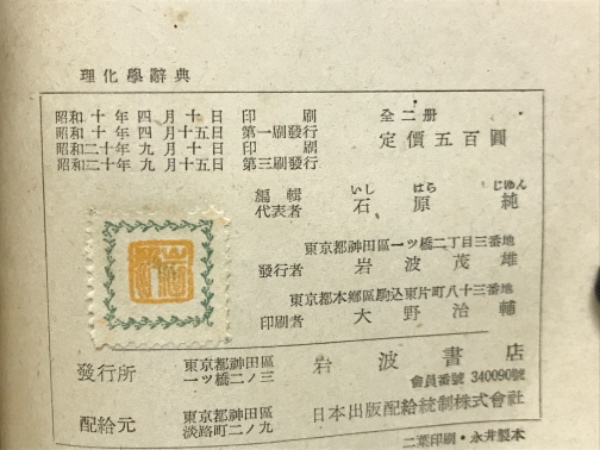 理化學辭典
昭和十年四月十日 印刷
昭和十年四月十五日 第一刷發行
昭和二十年九月十日 印刷
昭和二十年九月十五日 第三刷發行
全二册
定價五百圓
編輯代表者 石原純
いし はら じゅん
東京都神田區一ツ橋二丁目三番地
發行者 岩波茂雄
東京都本鄕區駒込東片町八十三番地
印刷者 大野治輔
發行所 東京都神田區一ツ橋二ノ三 岩波書店
會員番號 340090號
配給元 東京都神田區淡路町二ノ九 日本出版配給統制株式會社
二葉印刷・永井製本